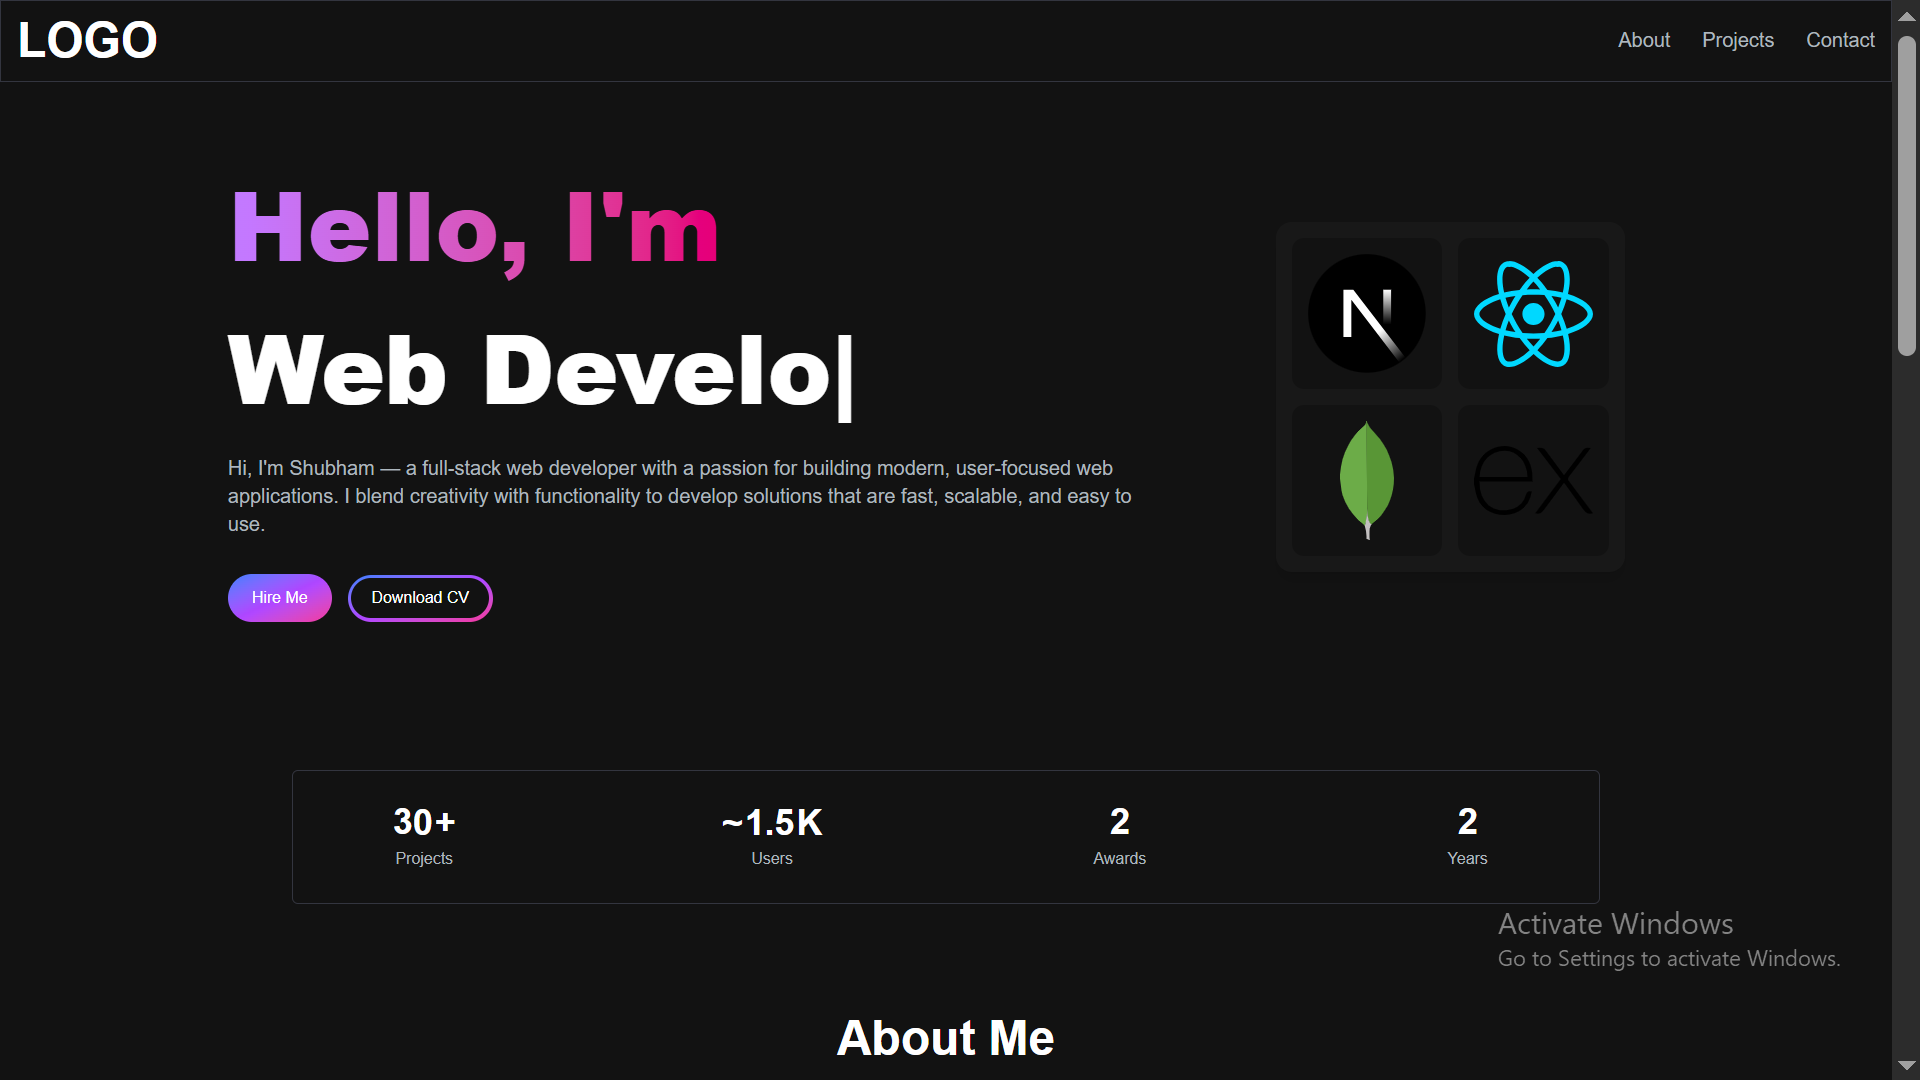 LOGO
About Projects Contact
Hello, I'm
Web Develo|
Hi, I'm Shubham — a full-stack web developer with a passion for building modern, user-focused web
applications. I blend creativity with functionality to develop solutions that are fast, scalable, and easy to
use.
Hire Me Download CV
N
ex
30+ ~1.5K 2 2
Projects Users Awards Years
Activate Windows
Go to Settings to activate Windows.
About Me